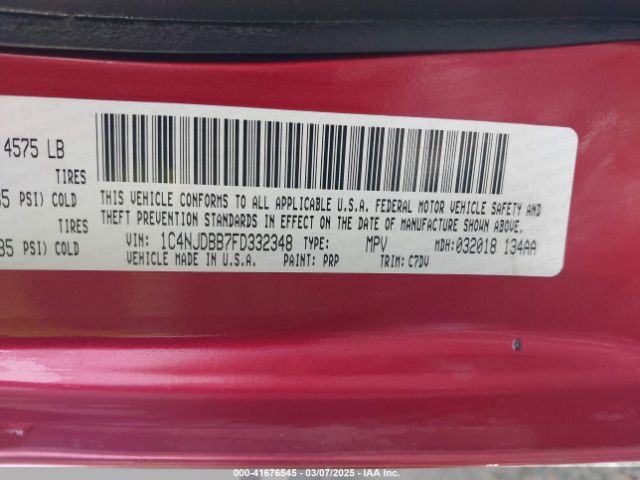 4575 LB
TIRES
PSI) COLD
TIRES
PSI) COLD
THIS VEHICLE CONFORMS TO ALL APPLICABLE U.S.A. FEDERAL MOTOR VEHICLE SAFETY AND
THEFT PREVENTION STANDARDS IN EFFECT ON THE DATE OF MANUFACTURE SHOWN ABOVE.
VIN: 1C4NJDBB7FD332348 TYPE: MPV MDH:032018 134AA
VEHICLE MADE IN U.S.A. PAINT: PRP TRIM: C7DV
000-41676545 — 03/07/2025 — IAA Inc.